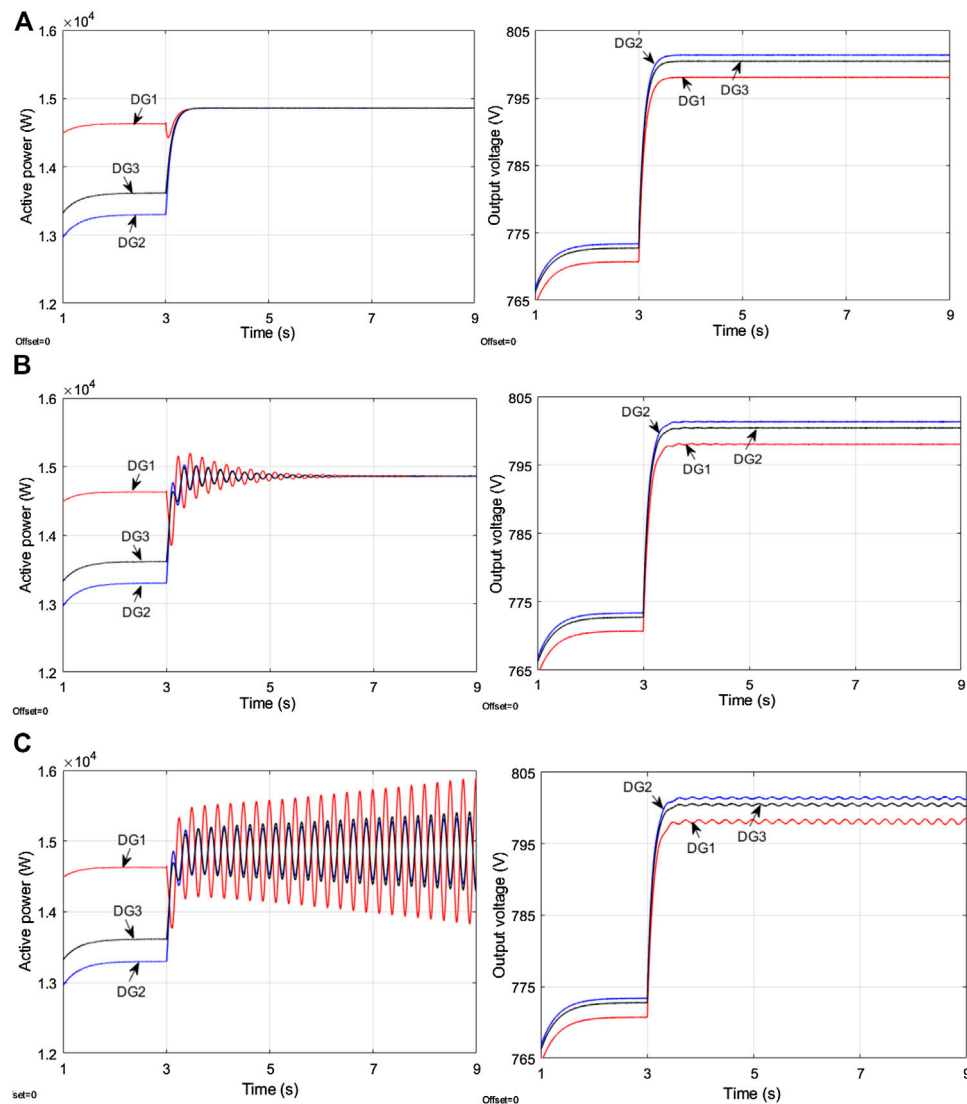 A
×10^4
1.6
1.5
1.4
1.3
1.2
Active power (W)
DG1
DG3
DG2
1 3 5 7 9
Time (s)
Offset=0
805
795
785
775
765
Output voltage (V)
DG2
DG3
DG1
1 3 5 7 9
Time (s)
Offset=0
B
×10^4
1.6
1.5
1.4
1.3
1.2
Active power (W)
DG1
DG3
DG2
1 3 5 7 9
Time (s)
Offset=0
805
795
785
775
765
Output voltage (V)
DG2
DG1
DG2
1 3 5 7 9
Time (s)
Offset=0
C
×10^4
1.6
1.5
1.4
1.3
1.2
Active power (W)
DG1
DG3
DG2
1 3 5 7 9
Time (s)
set=0
805
795
785
775
765
Output voltage (V)
DG2
DG1
DG3
1 3 5 7 9
Time (s)
Offset=0